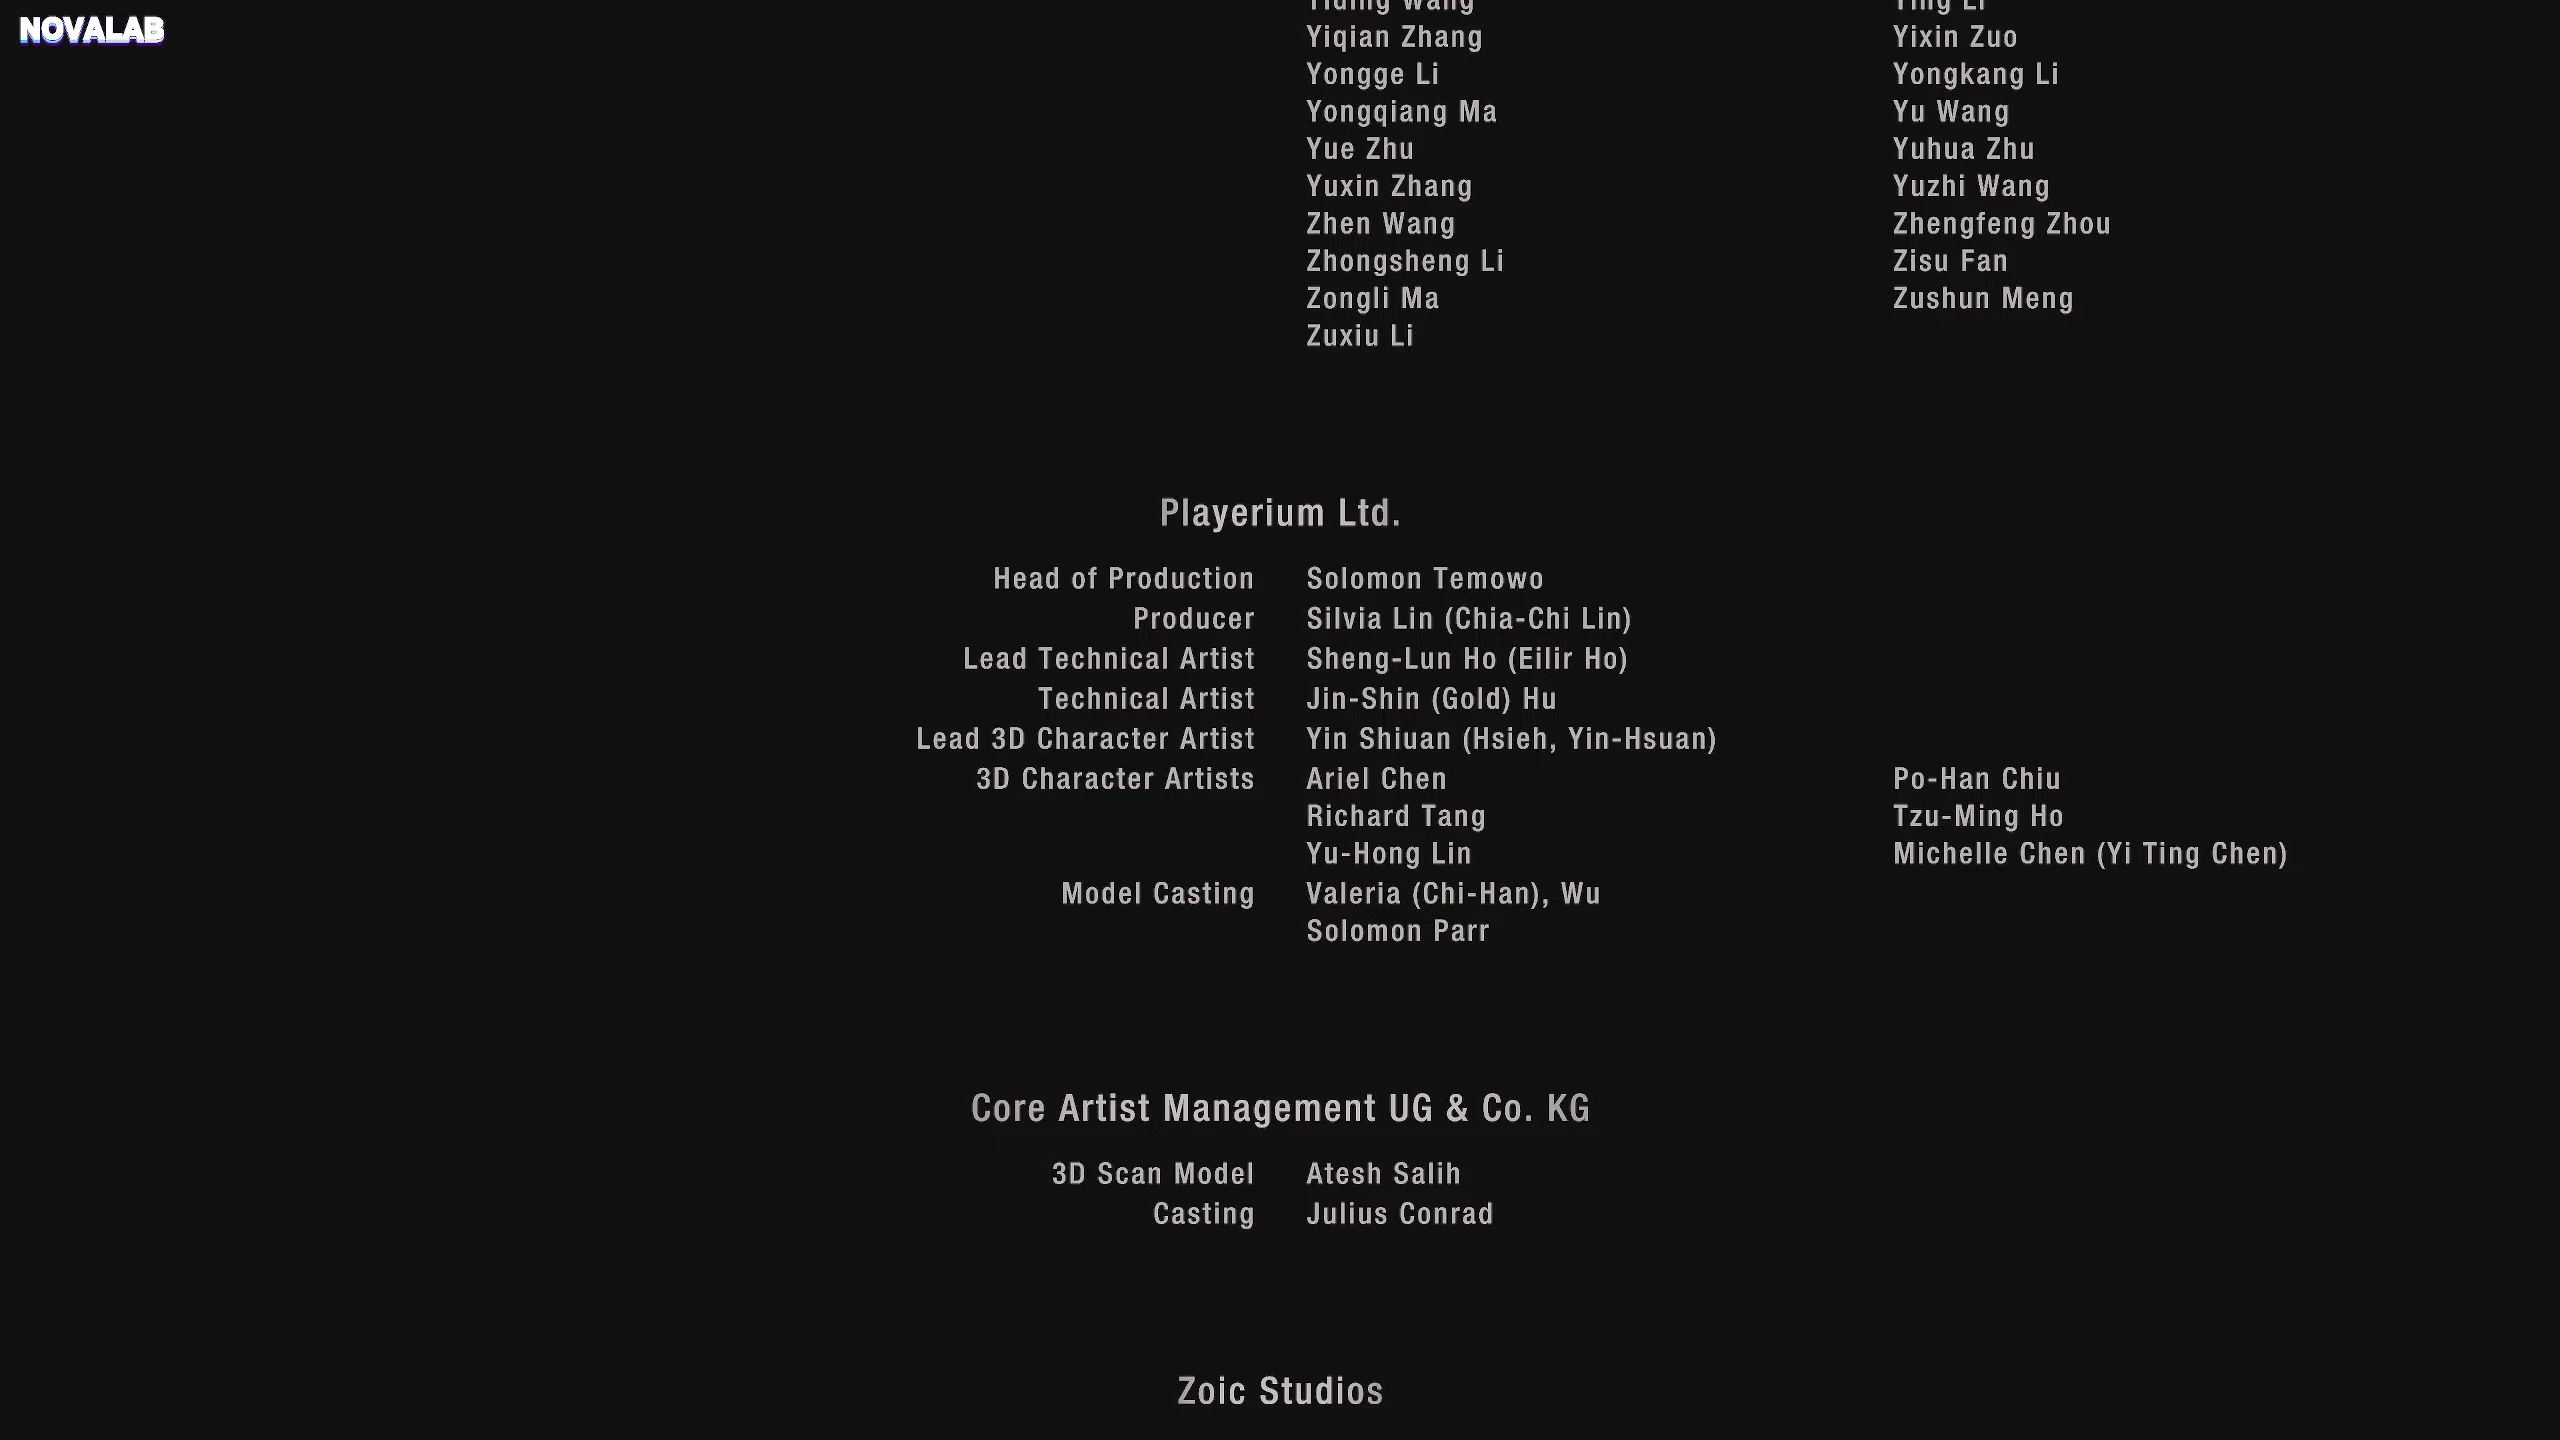 NOVALAB
Yiding Wang Ying Li
Yiqian Zhang Yixin Zuo
Yongge Li Yongkang Li
Yongqiang Ma Yu Wang
Yue Zhu Yuhua Zhu
Yuxin Zhang Yuzhi Wang
Zhen Wang Zhengfeng Zhou
Zhongsheng Li Zisu Fan
Zongli Ma Zushun Meng
Zuxiu Li
Playerium Ltd.
Head of Production Solomon Temowo
Producer Silvia Lin (Chia-Chi Lin)
Lead Technical Artist Sheng-Lun Ho (Eilir Ho)
Technical Artist Jin-Shin (Gold) Hu
Lead 3D Character Artist Yin Shiuan (Hsieh, Yin-Hsuan)
3D Character Artists Ariel Chen Po-Han Chiu
Richard Tang Tzu-Ming Ho
Yu-Hong Lin Michelle Chen (Yi Ting Chen)
Model Casting Valeria (Chi-Han), Wu
Solomon Parr
Core Artist Management UG & Co. KG
3D Scan Model Atesh Salih
Casting Julius Conrad
Zoic Studios